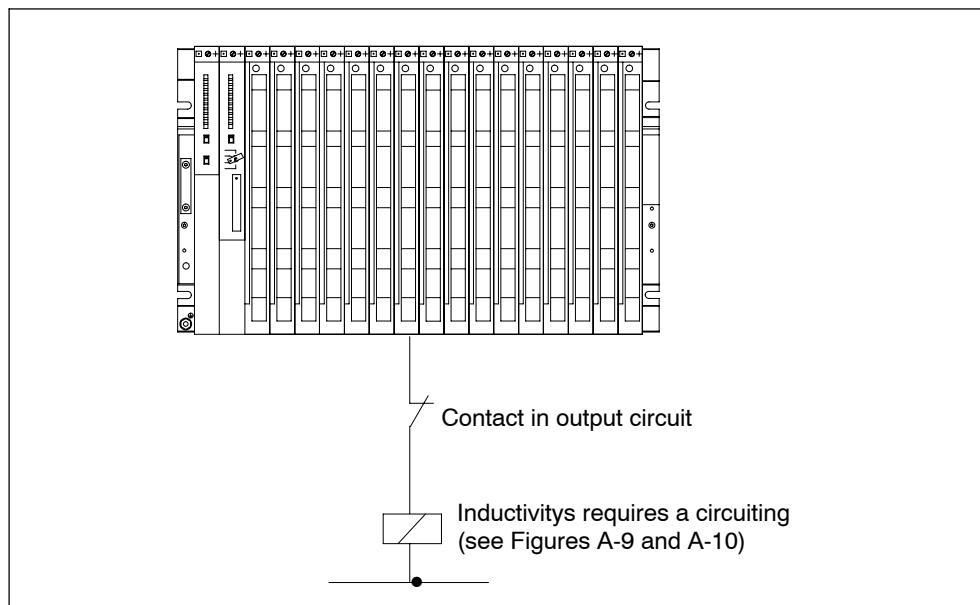 Contact in output circuit
Inductivitys requires a circuiting
(see Figures A-9 and A-10)